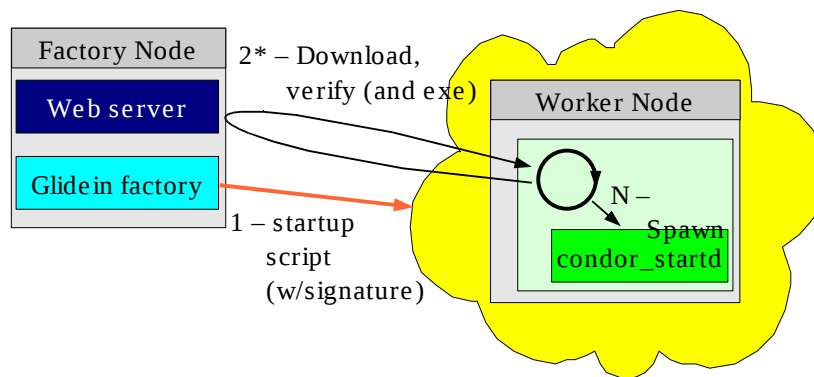 Factory Node
Web server
Glidein factory
2* – Download,
verify (and exe)
1 – startup
script
(w/signature)
Worker Node
N –
Spawn
condor_startd